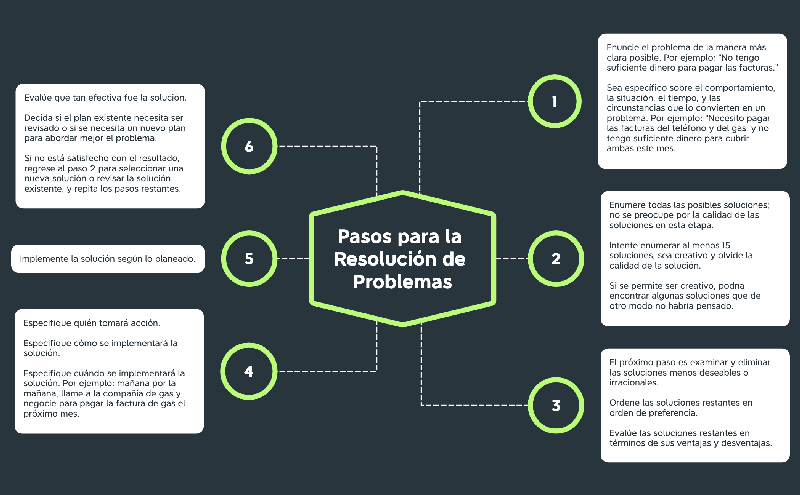 Pasos para la
Resolución de
Problemas
1
Enuncie el problema de la manera más
clara posible. Por ejemplo: "No tengo
suficiente dinero para pagar las facturas."
Sea específico sobre el comportamiento,
la situación, el tiempo, y las
circunstancias que lo convierten en un
problema. Por ejemplo: "Necesito pagar
las facturas del teléfono y del gas, y no
tengo suficiente dinero para cubrir
ambas este mes.
2
Enumere todas las posibles soluciones;
no se preocupe por la calidad de las
soluciones en esta etapa.
Intente enumerar al menos 15
soluciones, sea creativo y olvide la
calidad de la solución.
Si se permite ser creativo, podría
encontrar algunas soluciones que de
otro modo no habría pensado.
3
El próximo paso es examinar y eliminar
las soluciones menos deseables o
irracionales.
Ordene las soluciones restantes en
orden de preferencia.
Evalúe las soluciones restantes en
términos de sus ventajas y desventajas.
4
Especifique quién tomará acción.
Especifique cómo se implementará la
solución.
Especifique cuándo se implementará la
solución. Por ejemplo: mañana por la
mañana, llame a la compañía de gas y
negocie para pagar la factura de gas el
próximo mes.
5
Implemente la solución según lo planeado.
6
Evalúe qué tan efectiva fue la solución.
Decida si el plan existente necesita ser
revisado o si se necesita un nuevo plan
para abordar mejor el problema.
Si no está satisfecho con el resultado,
regrese al paso 2 para seleccionar una
nueva solución o revisar la solución
existente, y repita los pasos restantes.